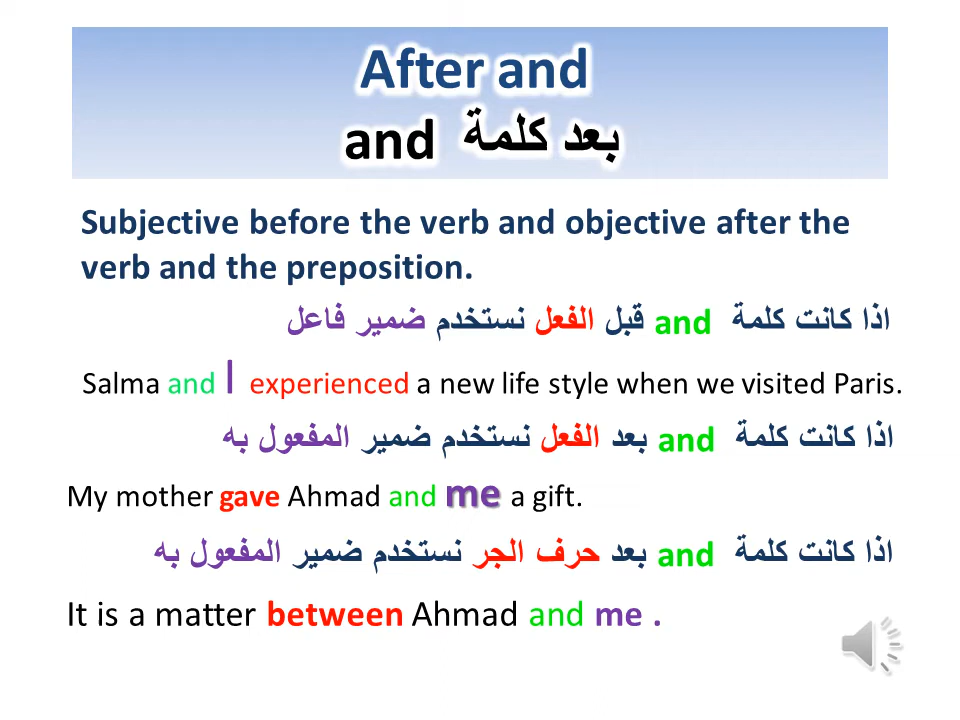 After and
بعد كلمة and
Subjective before the verb and objective after the
verb and the preposition.
اذا كانت كلمة and قبل الفعل نستخدم ضمير فاعل
Salma and I experienced a new life style when we visited Paris.
اذا كانت كلمة and بعد الفعل نستخدم ضمير المفعول به
My mother gave Ahmad and me a gift.
اذا كانت كلمة and بعد حرف الجر نستخدم ضمير المفعول به
It is a matter between Ahmad and me .